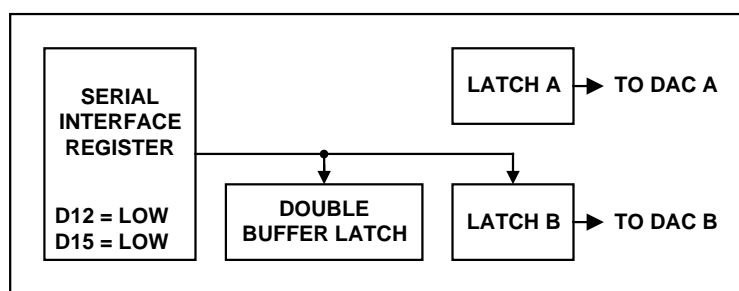 SERIAL
INTERFACE
REGISTER
D12 = LOW
D15 = LOW
DOUBLE
BUFFER LATCH
LATCH A
TO DAC A
LATCH B
TO DAC B